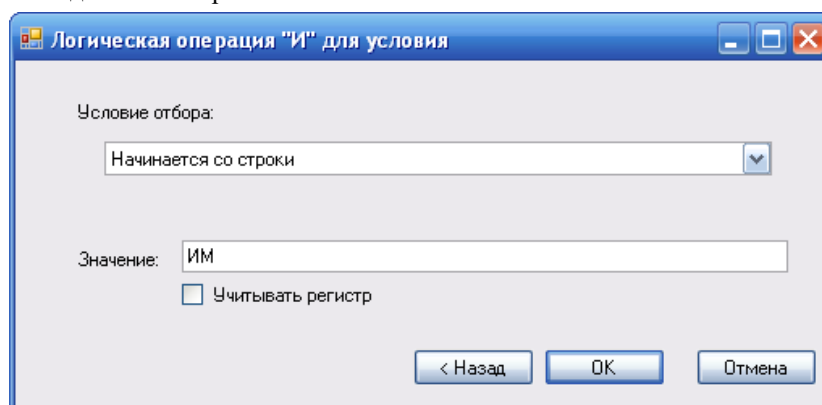 Логическая операция "И" для условия
Условие отбора:
Начинается со строки
Значение: ИМ
Учитывать регистр
< Назад OK Отмена